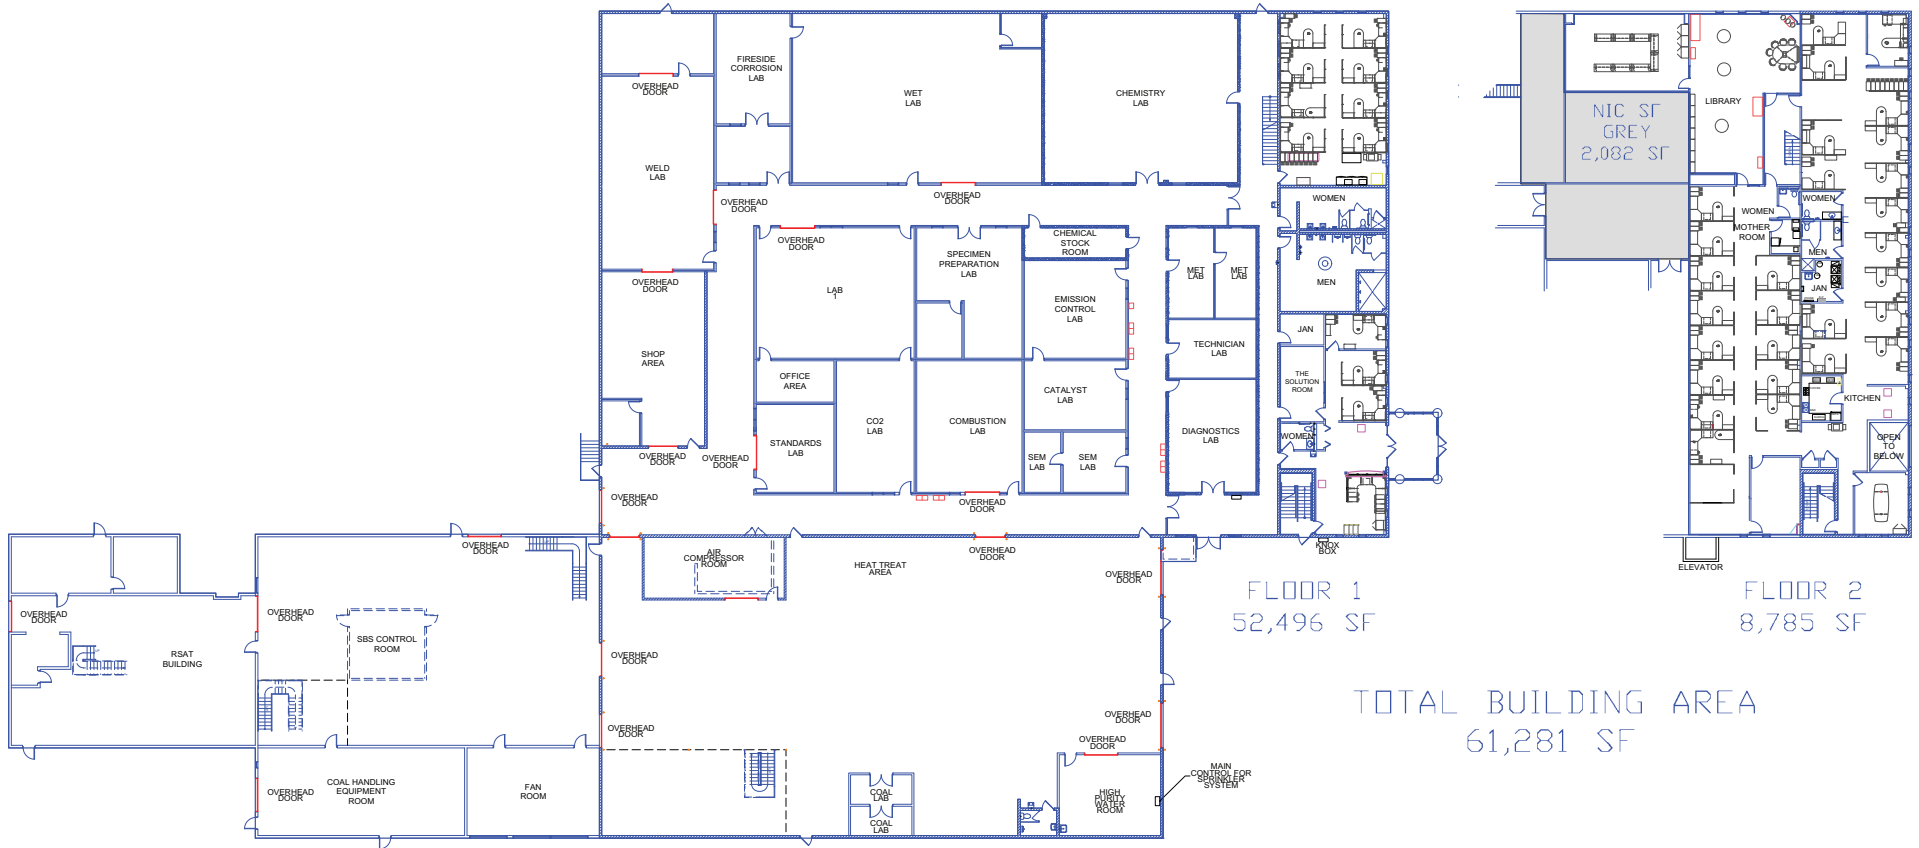 FIRESIDE
CORROSION
LAB
WET
LAB
CHEMISTRY
LAB
OVERHEAD
DOOR
WELD
LAB
OVERHEAD
DOOR
OVERHEAD
DOOR
WOMEN
OVERHEAD
DOOR
LAB
1
SPECIMEN
PREPARATION
LAB
CHEMICAL
STOCK
ROOM
MET
LAB
MET
LAB
MEN
OVERHEAD
DOOR
EMISSION
CONTROL
LAB
JAN
SHOP
AREA
TECHNICIAN
LAB
OFFICE
AREA
THE
SOLUTION
ROOM
CATALYST
LAB
CO2
LAB
COMBUSTION
LAB
STANDARDS
LAB
DIAGNOSTICS
LAB
WOMEN
OVERHEAD
DOOR
OVERHEAD
DOOR
SEM
LAB
SEM
LAB
OVERHEAD
DOOR
OVERHEAD
DOOR
KNOX
BOX
OVERHEAD
DOOR
AIR
COMPRESSOR
ROOM
HEAT TREAT
AREA
OVERHEAD
DOOR
OVERHEAD
DOOR
OVERHEAD
DOOR
OVERHEAD
DOOR
SBS CONTROL
ROOM
RSAT
BUILDING
OVERHEAD
DOOR
OVERHEAD
DOOR
OVERHEAD
DOOR
OVERHEAD
DOOR
COAL HANDLING
EQUIPMENT
ROOM
OVERHEAD
DOOR
FAN
ROOM
COAL
LAB
COAL
LAB
HIGH
PURITY
WATER
ROOM
MAIN
CONTROL FOR
SPRINKLER
SYSTEM
FLOOR 1
52,496 SF
NIC SF
GREY
2,082 SF
LIBRARY
WOMEN
WOMEN
MOTHER
ROOM
MEN
JAN
KITCHEN
OPEN
TO
BELOW
ELEVATOR
FLOOR 2
8,785 SF
TOTAL BUILDING AREA
61,281 SF